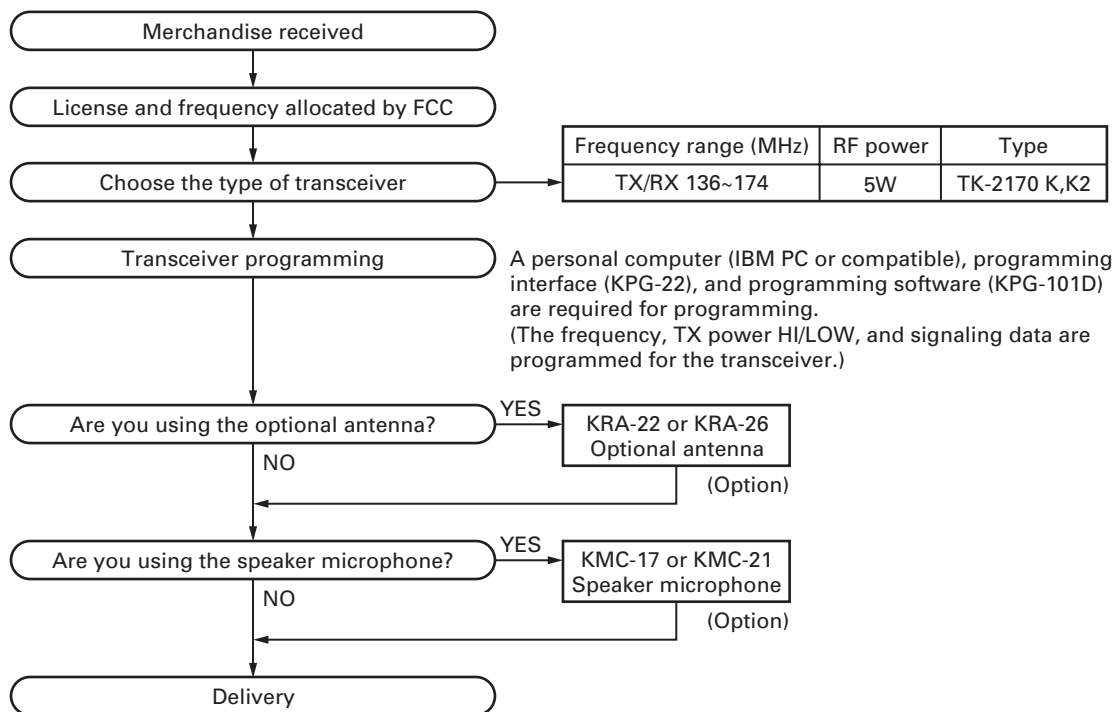 Merchandise received
License and frequency allocated by FCC
Choose the type of transceiver
Frequency range (MHz) RF power Type
TX/RX 136~174 5W TK-2170 K,K2
Transceiver programming
A personal computer (IBM PC or compatible), programming
interface (KPG-22), and programming software (KPG-101D)
are required for programming.
(The frequency, TX power HI/LOW, and signaling data are
programmed for the transceiver.)
Are you using the optional antenna?
YES
KRA-22 or KRA-26
Optional antenna
(Option)
NO
Are you using the speaker microphone?
YES
KMC-17 or KMC-21
Speaker microphone
(Option)
NO
Delivery